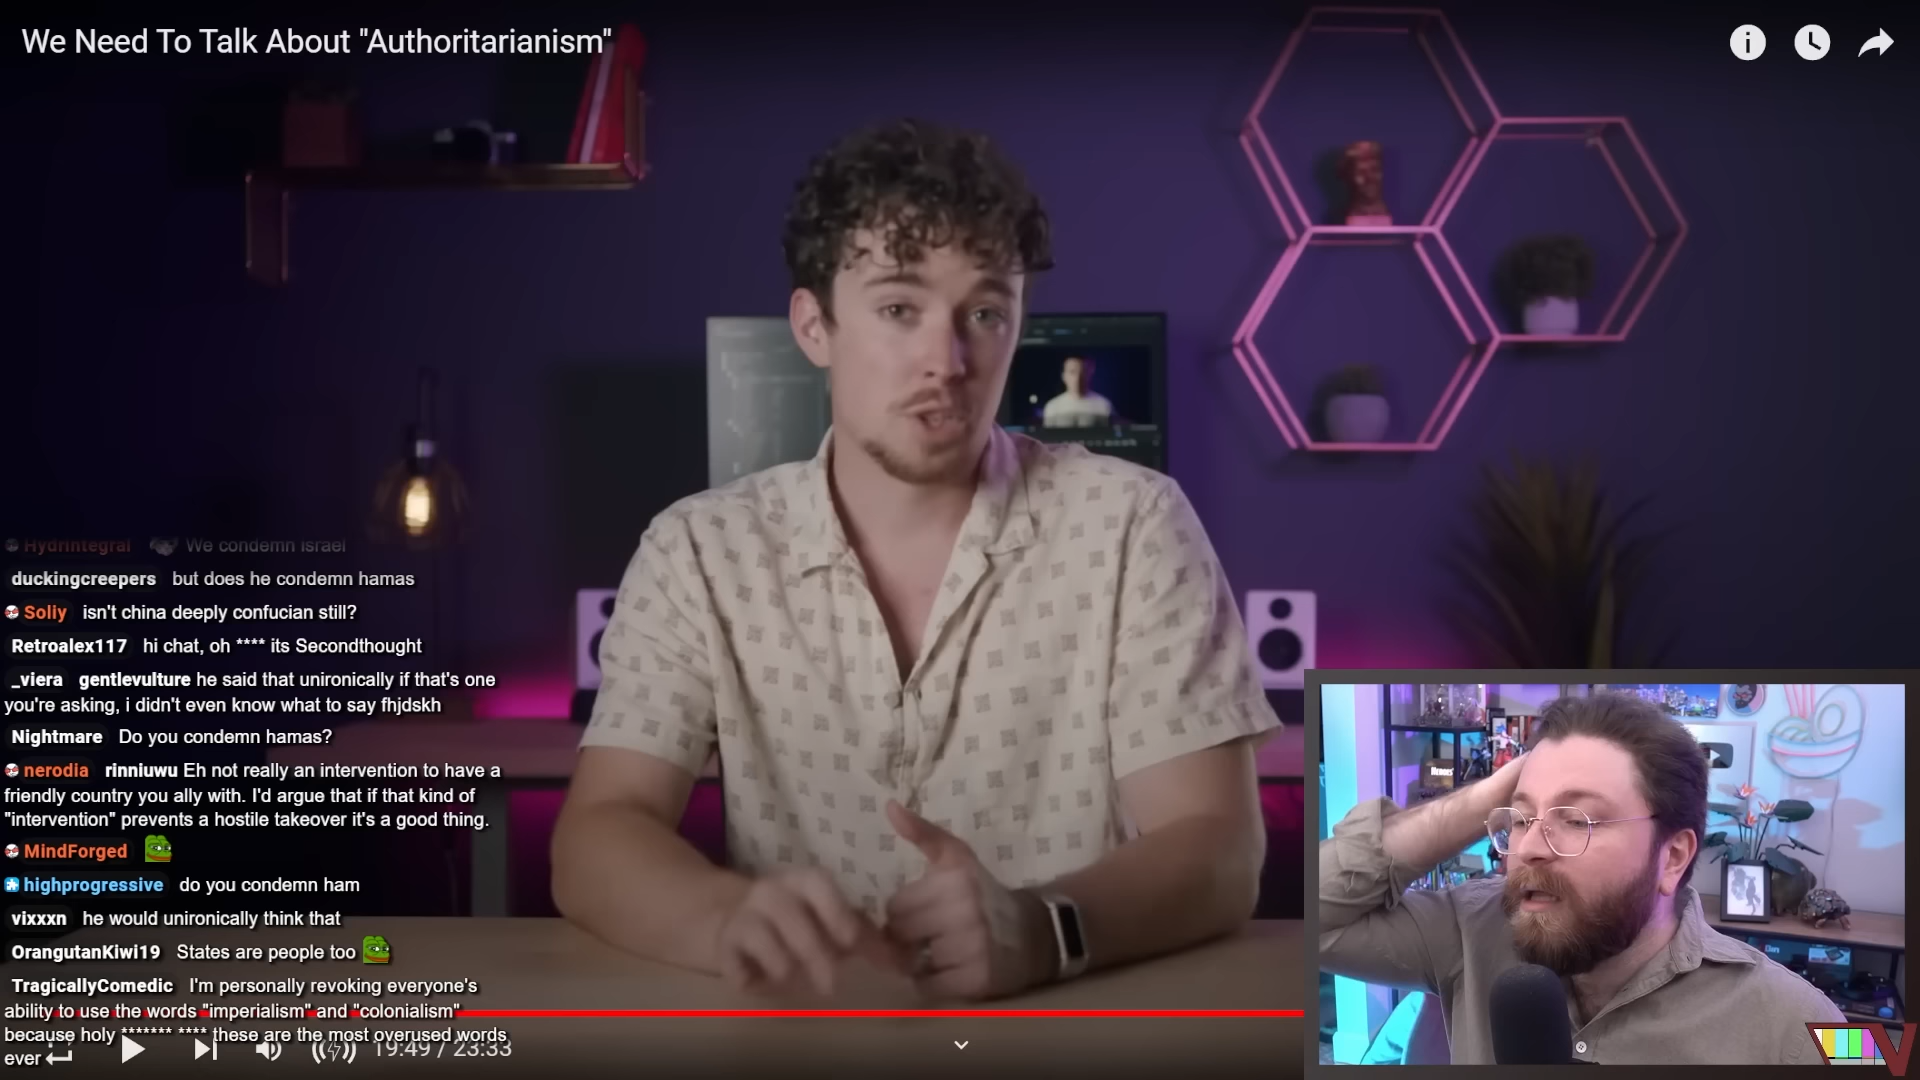 We Need To Talk About "Authoritarianism"
HydrIntegral We condemn Israel
duckingcreepers but does he condemn hamas
Soliy isn't china deeply confucian still?
Retroalex117 hi chat, oh **** its Secondthought
_viera gentlevulture he said that unironically if that's one
you're asking, i didn't even know what to say fhjdskh
Nightmare Do you condemn hamas?
nerodia rinniuwu Eh not really an intervention to have a
friendly country you ally with. I'd argue that if that kind of
"intervention" prevents a hostile takeover it's a good thing.
MindForged
highprogressive do you condemn ham
vixxxn he would unironically think that
OrangutanKiwi19 States are people too
TragicallyComedic I'm personally revoking everyone's
ability to use the words "imperialism" and "colonialism"
because holy ******* **** these are the most overused words
ever
19:49 / 23:33